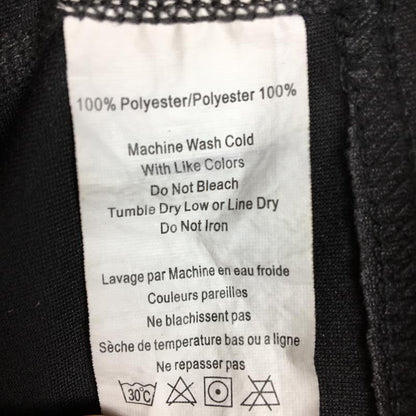 100% Polyester/Polyester 100%
Machine Wash Cold
With Like Colors
Do Not Bleach
Tumble Dry Low or Line Dry
Do Not Iron
Lavage par Machine en eau froide
Couleurs pareilles
Ne blachissent pas
Sèche de temperature bas ou a ligne
Ne repasser pas
30°C